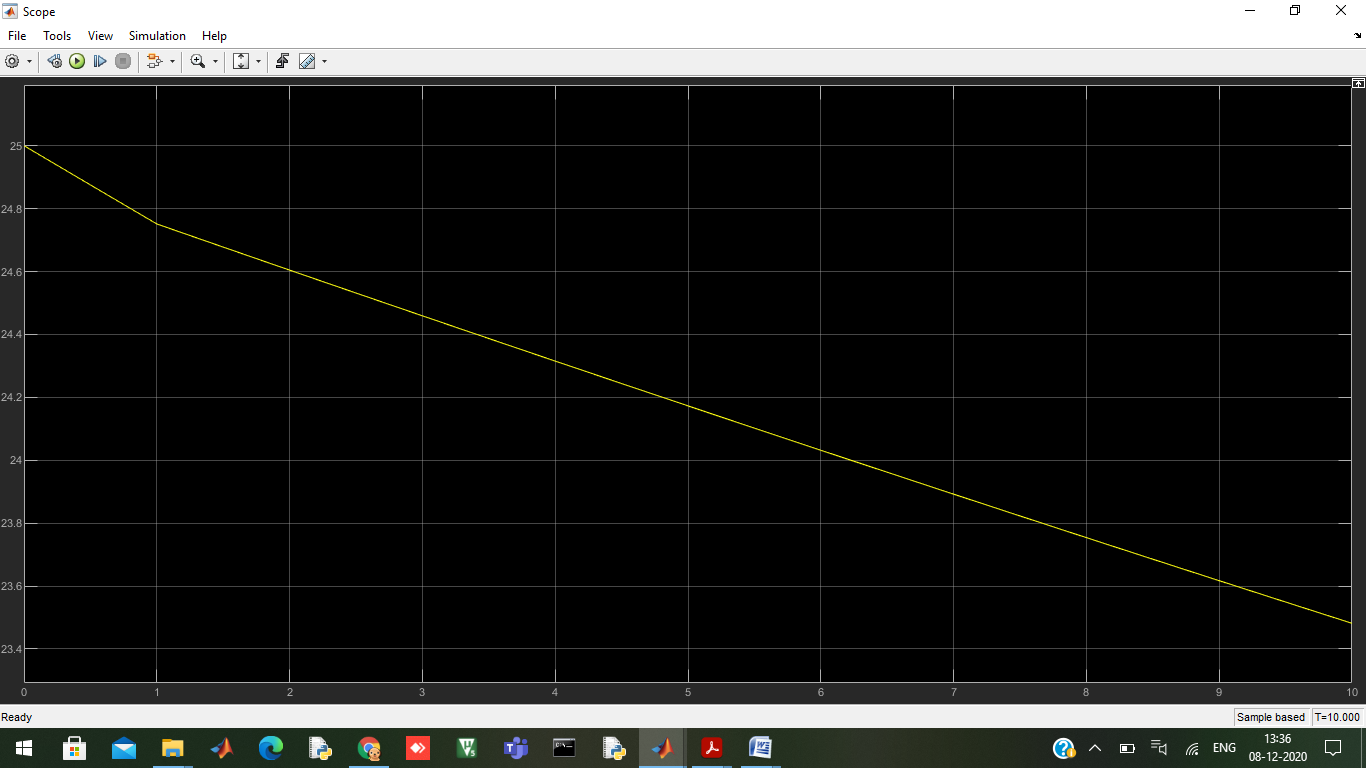 Scope
File Tools View Simulation Help
25
24.8
24.6
24.4
24.2
24
23.8
23.6
23.4
0 1 2 3 4 5 6 7 8 9 10
Ready Sample based T=10.000
ENG 13:36
08-12-2020